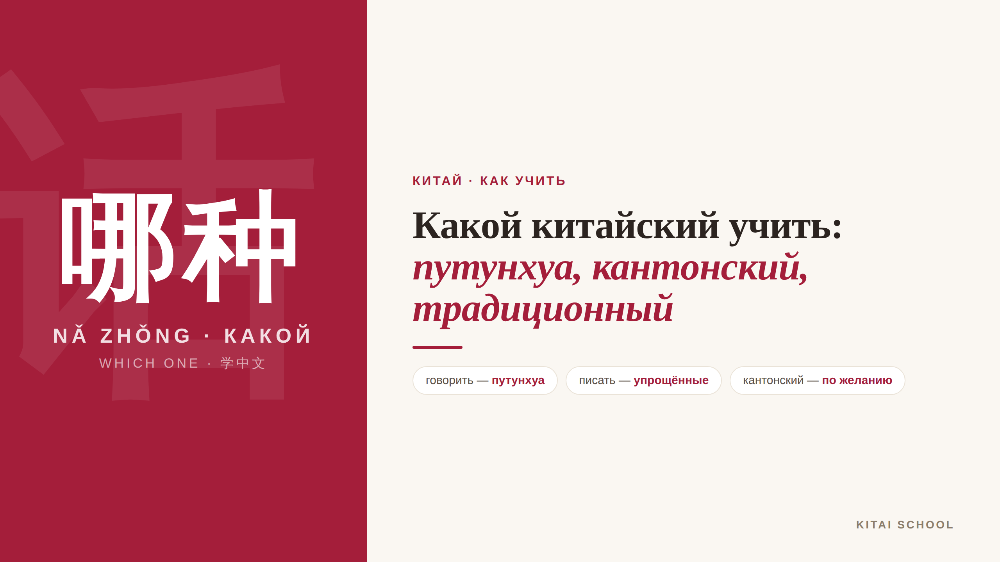 话
哪种
NǍ ZHǑNG · КАКОЙ
WHICH ONE · 学中文
КИТАЙ · КАК УЧИТЬ
Какой китайский учить:
путунхуа, кантонский,
традиционный
говорить — путунхуа
писать — упрощённые
кантонский — по желанию
KITAI SCHOOL